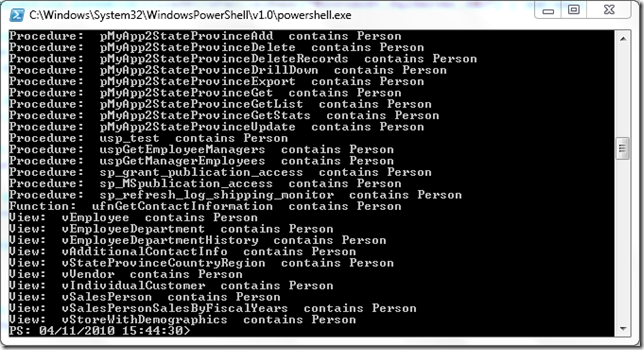 C:\Windows\System32\WindowsPowerShell\v1.0\powershell.exe
Procedure:  pMyApp2StateProvinceAdd  contains Person
Procedure:  pMyApp2StateProvinceDelete  contains Person
Procedure:  pMyApp2StateProvinceDeleteRecords  contains Person
Procedure:  pMyApp2StateProvinceDrillDown  contains Person
Procedure:  pMyApp2StateProvinceExport  contains Person
Procedure:  pMyApp2StateProvinceGet  contains Person
Procedure:  pMyApp2StateProvinceGetList  contains Person
Procedure:  pMyApp2StateProvinceGetStats  contains Person
Procedure:  pMyApp2StateProvinceUpdate  contains Person
Procedure:  usp_test  contains Person
Procedure:  uspGetEmployeeManagers  contains Person
Procedure:  uspGetManagerEmployees  contains Person
Procedure:  sp_grant_publication_access  contains Person
Procedure:  sp_MSpublication_access  contains Person
Procedure:  sp_refresh_log_shipping_monitor  contains Person
Function:  ufnGetContactInformation  contains Person
View:  vEmployee  contains Person
View:  vEmployeeDepartment  contains Person
View:  vEmployeeDepartmentHistory  contains Person
View:  vAdditionalContactInfo  contains Person
View:  vStateProvinceCountryRegion  contains Person
View:  vVendor  contains Person
View:  vIndividualCustomer  contains Person
View:  vSalesPerson  contains Person
View:  vSalesPersonSalesByFiscalYears  contains Person
View:  vStoreWithDemographics  contains Person
PS: 04/11/2010 15:44:30>